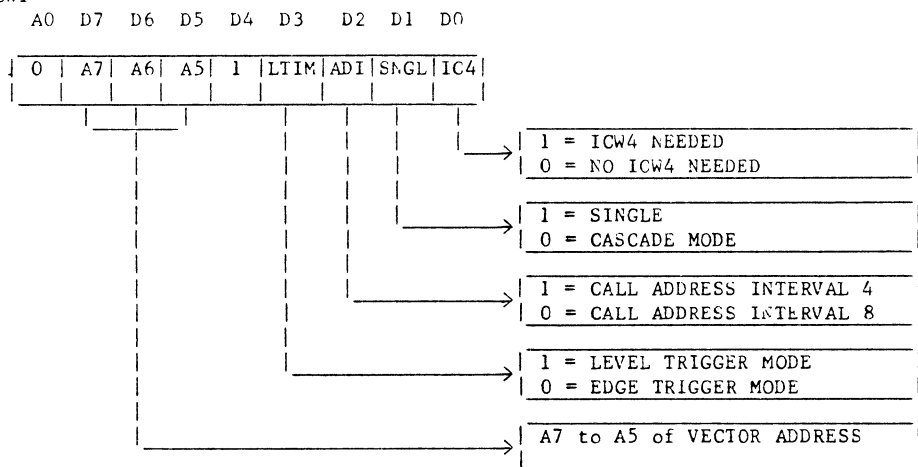 A0 D7 D6 D5 D4 D3 D2 D1 D0
0 | A7 | A6 | A5 | 1 | LTIM | ADI | SNGL | IC4
1 = ICW4 NEEDED
0 = NO ICW4 NEEDED
1 = SINGLE
0 = CASCADE MODE
1 = CALL ADDRESS INTERVAL 4
0 = CALL ADDRESS INTERVAL 8
1 = LEVEL TRIGGER MODE
0 = EDGE TRIGGER MODE
A7 to A5 of VECTOR ADDRESS